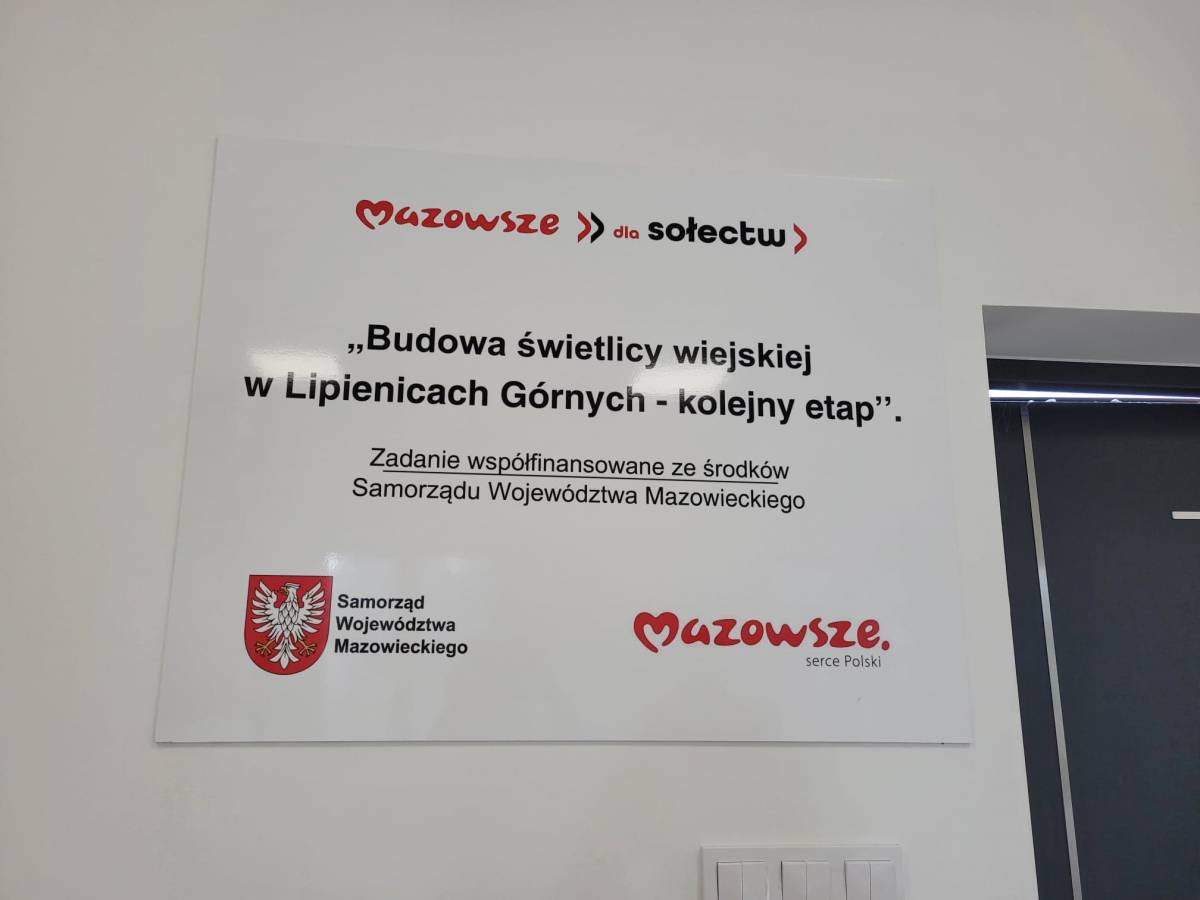 Mazowsze dla sołectw
„Budowa świetlicy wiejskiej
w Lipienicach Górnych - kolejny etap”.
Zadanie współfinansowane ze środków
Samorządu Województwa Mazowieckiego
Samorząd
Województwa
Mazowieckiego
Mazowsze.
serce Polski